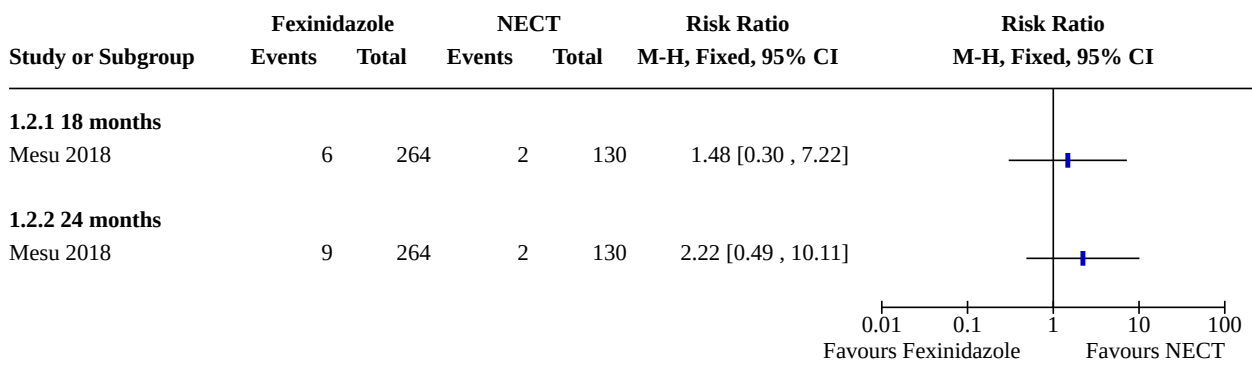 Fexinidazole NECT Risk Ratio Risk Ratio
Study or Subgroup Events Total Events Total M-H, Fixed, 95% CI M-H, Fixed, 95% CI
1.2.1 18 months
Mesu 2018 6 264 2 130 1.48 [0.30 , 7.22]
1.2.2 24 months
Mesu 2018 9 264 2 130 2.22 [0.49 , 10.11]
0.01 0.1 1 10 100
Favours Fexinidazole Favours NECT